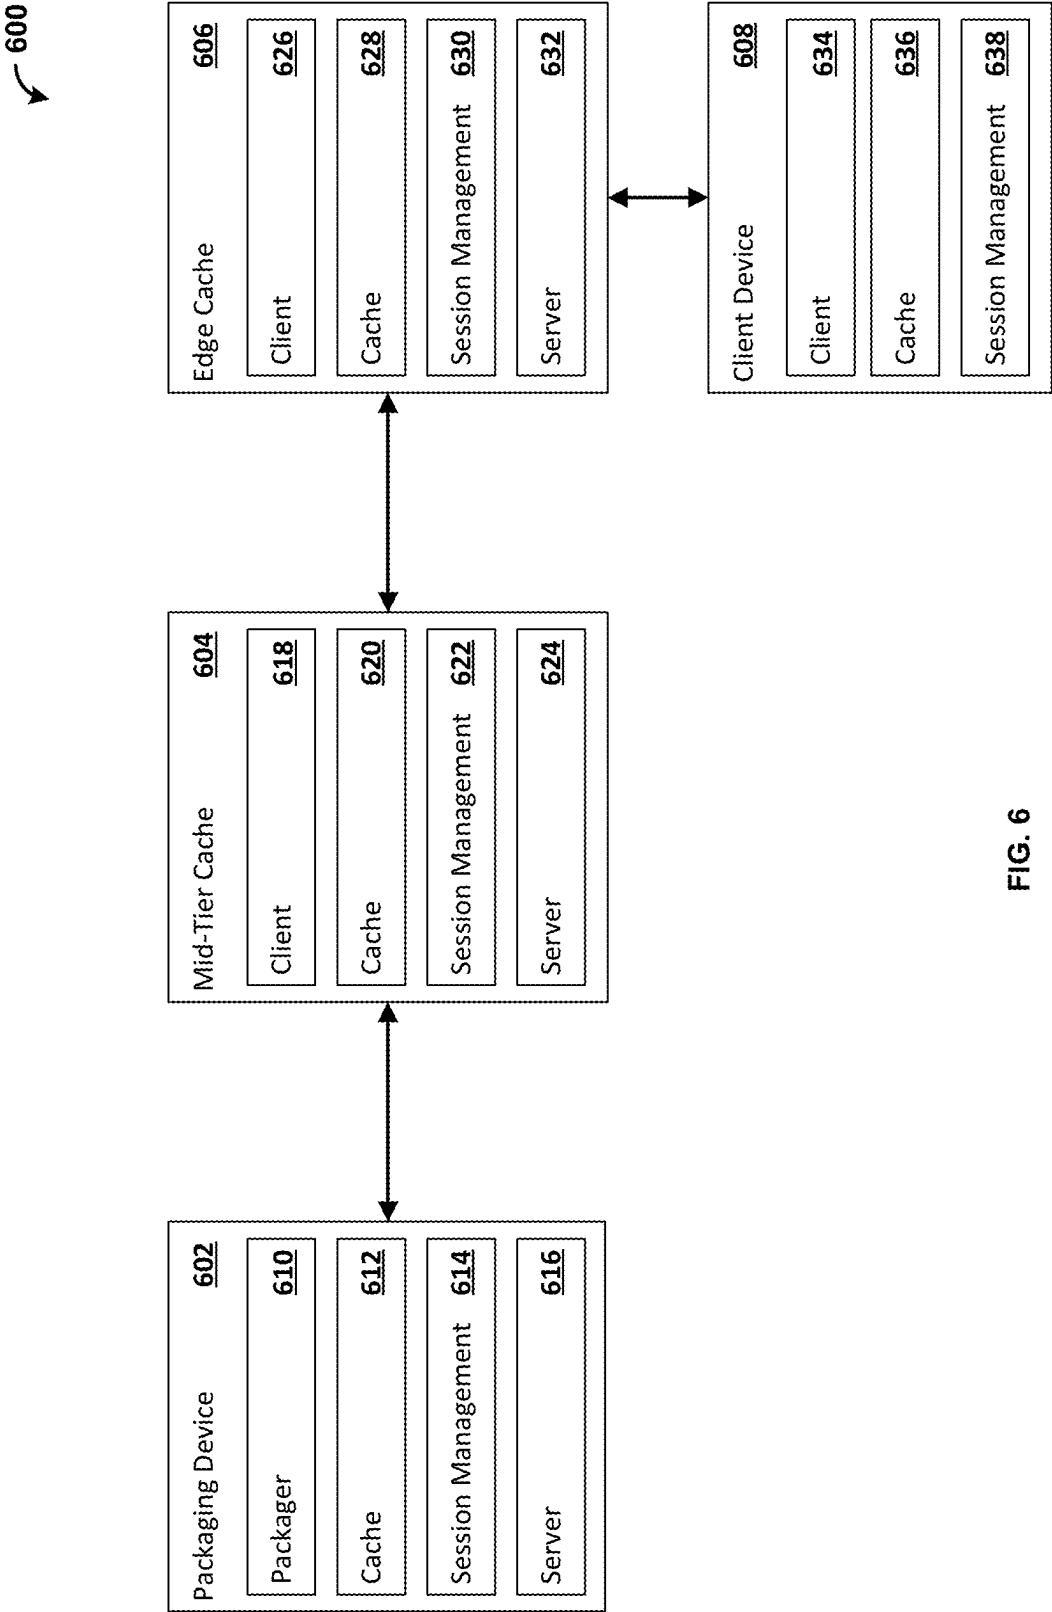 600
Packaging Device 602
Packager 610
Cache 612
Session Management 614
Server 616
Mid-Tier Cache 604
Client 618
Cache 620
Session Management 622
Server 624
Edge Cache 606
Client 626
Cache 628
Session Management 630
Server 632
Client Device 608
Client 634
Cache 636
Session Management 638
FIG. 6